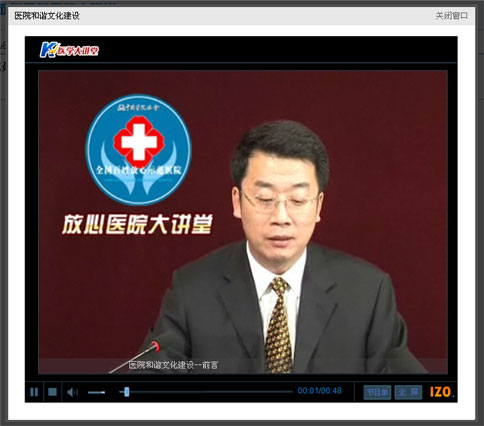 医院和谐文化建设
关闭窗口
K 医学大讲堂
全国百姓放心示范医院
放心医院大讲堂
医院和谐文化建设--前言
00:01/00:48
节目单
全 屏
IZO